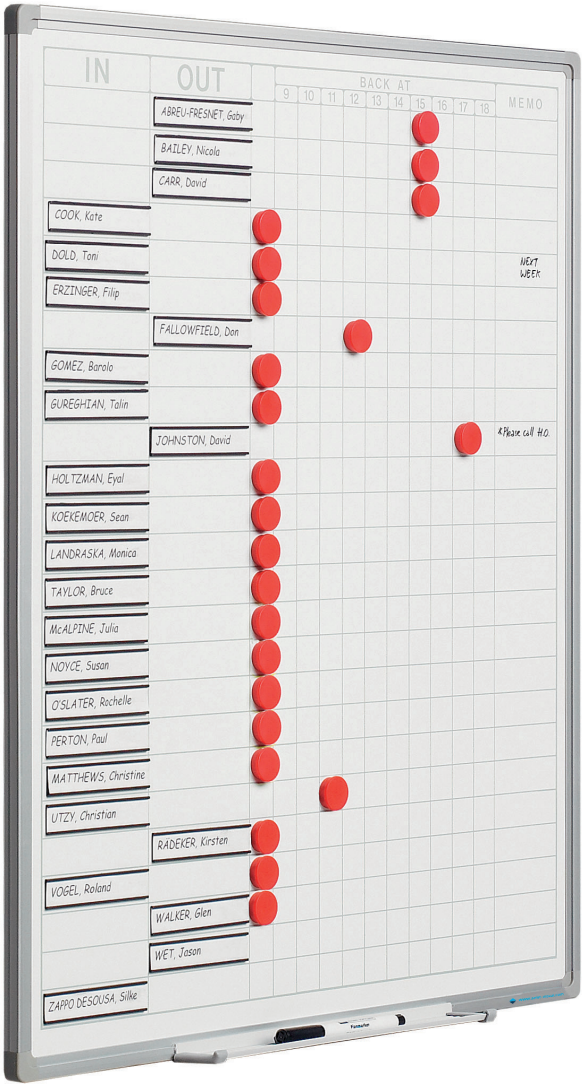 IN OUT BACK AT MEMO
9 10 11 12 13 14 15 16 17 18
ABREU-FRESNET, Gaby
BAILEY, Nicola
CARR, David
COOK, Kate
DOLD, Toni
NEXT
WEEK
ERZINGER, Filip
FALLOWFIELD, Don
GOMEZ, Barolo
GUREGHIAN, Talin
JOHNSTON, David
*Please call H.O.
HOLTZMAN, Eyal
KOEKEMOER, Sean
LANDRASKA, Monica
TAYLOR, Bruce
McALPINE, Julia
NOYCE, Susan
O'SLATER, Rochelle
PERTON, Paul
MATTHEWS, Christine
UTZY, Christian
RADEKER, Kirsten
VOGEL, Roland
WALKER, Glen
WET, Jason
ZAPPO DESOUSA, Silke